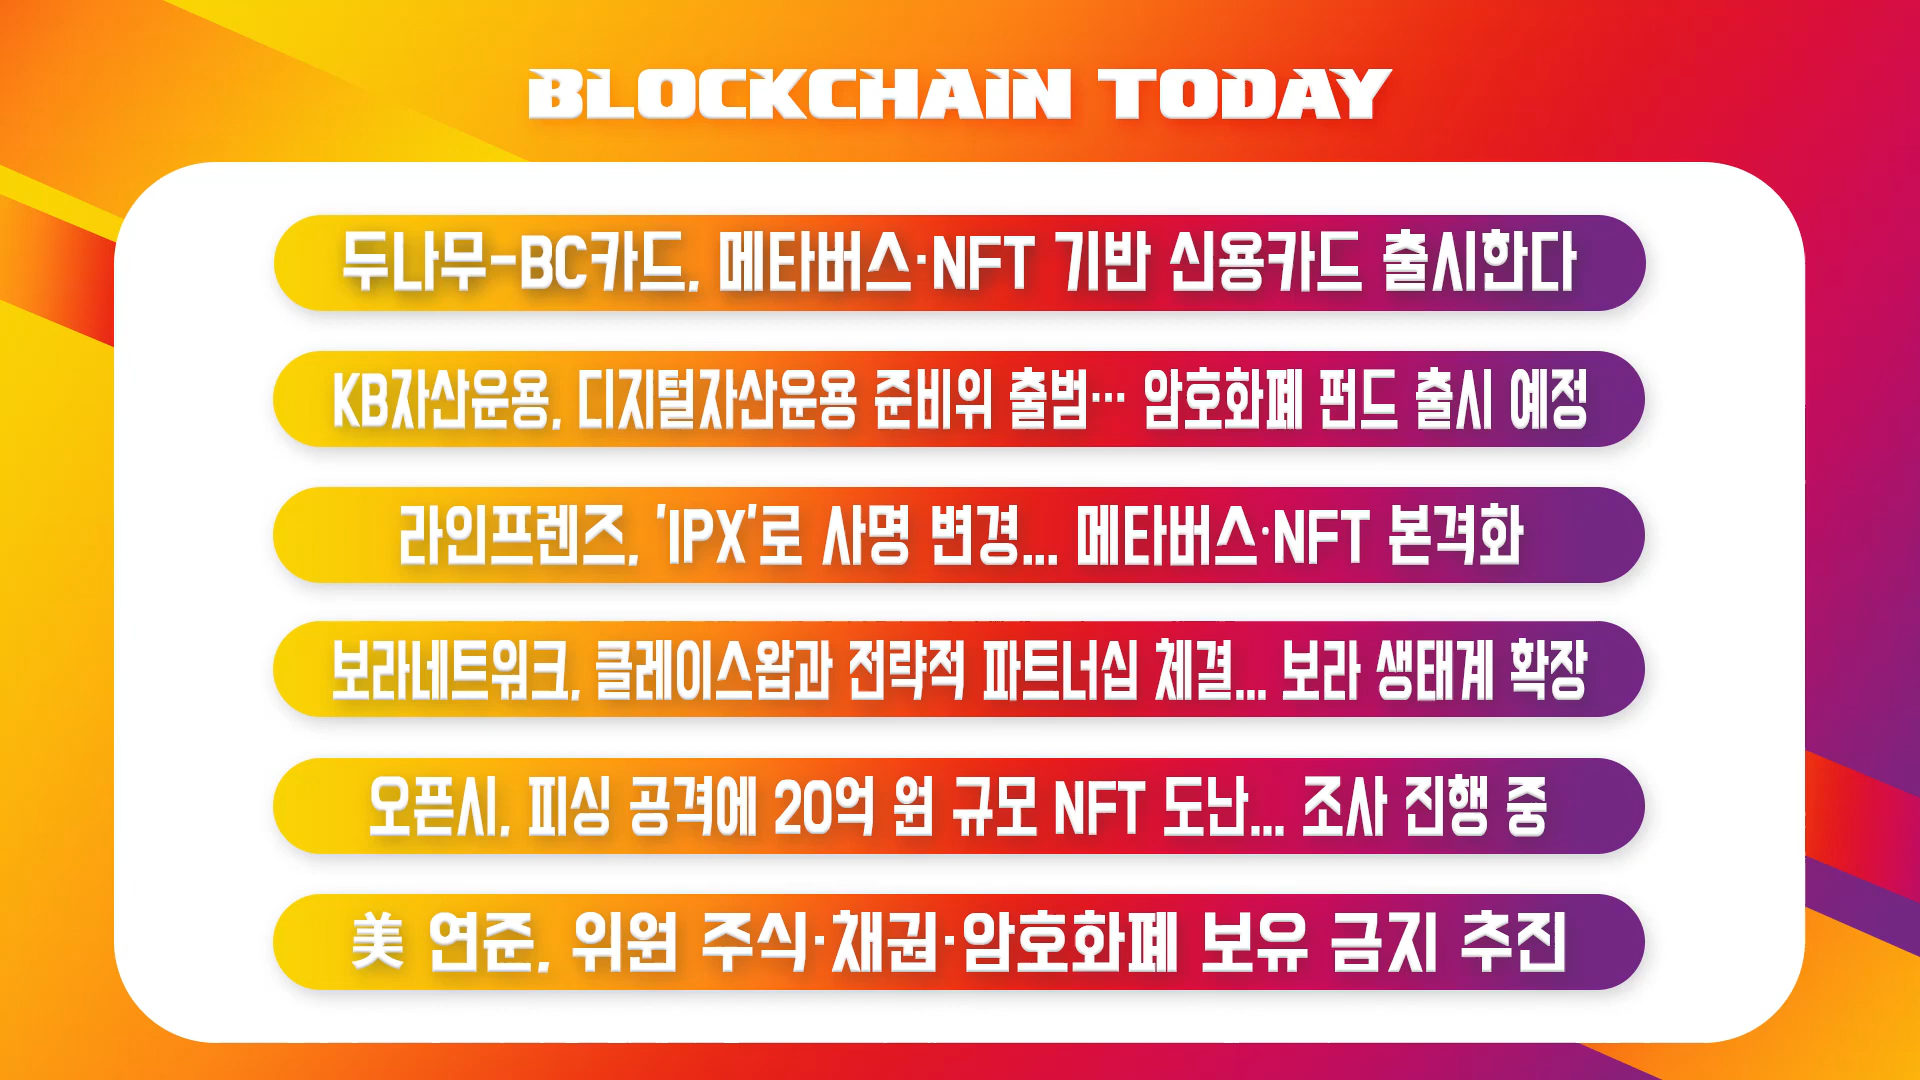 BLOCKCHAIN TODAY
두나무-BC카드, 메타버스·NFT 기반 신용카드 출시한다
KB자산운용, 디지털자산운용 준비위 출범… 암호화폐 펀드 출시 예정
라인프렌즈, 'IPX'로 사명 변경... 메타버스·NFT 본격화
보라네트워크, 클레이스왑과 전략적 파트너십 체결... 보라 생태계 확장
오픈시, 피싱 공격에 20억 원 규모 NFT 도난... 조사 진행 중
美 연준, 위원 주식·채권·암호화폐 보유 금지 추진